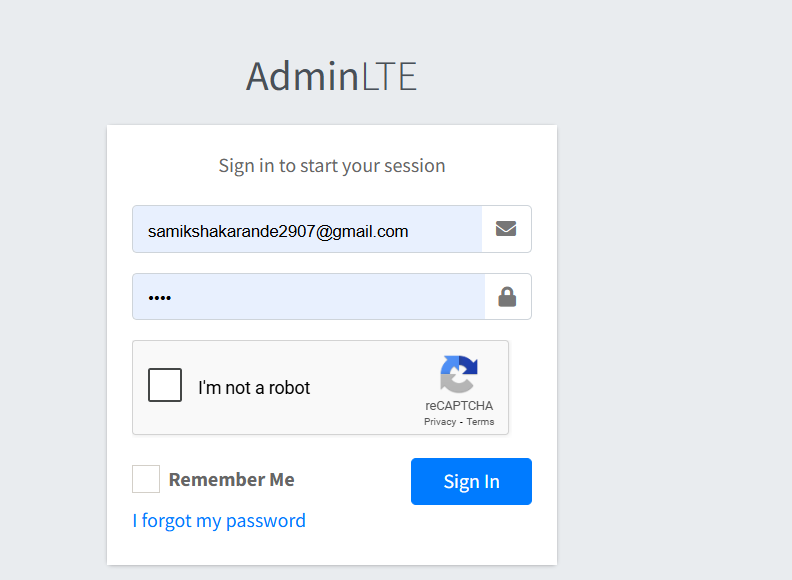 AdminLTE
Sign in to start your session
samikshakarande2907@gmail.com
••••
I'm not a robot
reCAPTCHA
Privacy - Terms
Remember Me
Sign In
I forgot my password